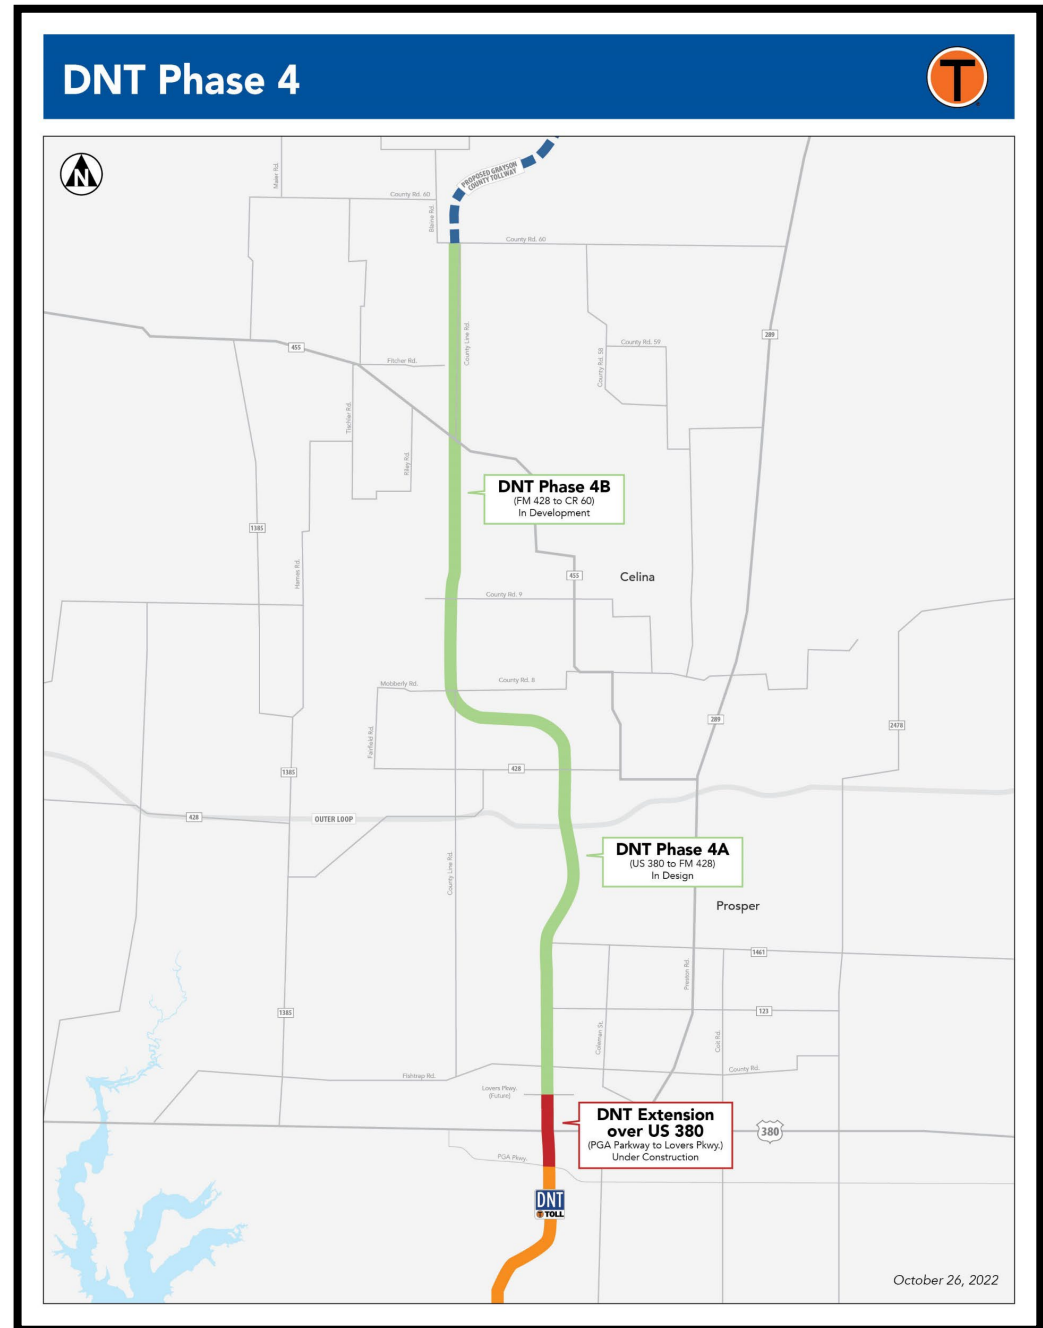 DNT Phase 4
T
N
Maier Rd.
County Rd. 60
Blaine Rd.
PROPOSED GRAYSON
COUNTY TOLLWAY
County Rd. 60
289
455
Filcher Rd.
County Line Rd.
County Rd. 58
County Rd. 59
Trechler Rd.
Riley Rd.
DNT Phase 4B
(FM 428 to CR 60)
In Development
1385
Hames Rd.
455
Celina
County Rd. 9
Mobberly Rd.
County Rd. 8
Fairfield Rd.
289
2478
1385
428
428
OUTER LOOP
County Line Rd.
DNT Phase 4A
(US 380 to FM 428)
In Design
Prosper
1461
Preston Rd.
1385
123
Coleman St.
Coit Rd.
Fishtrap Rd.
County Rd.
Lovers Pkwy.
(Future)
DNT Extension
over US 380
(PGA Parkway to Lovers Pkwy.)
Under Construction
380
PGA Pkwy.
DNT
T TOLL
October 26, 2022